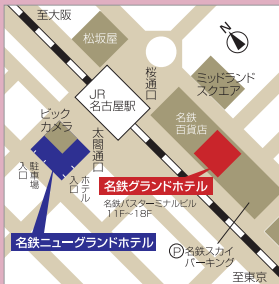 至大阪
N
松坂屋
桜通口
ミッドランド
スクエア
JR
名古屋駅
名鉄
百貨店
ビック
カメラ
太閤通口
駐車場
入口
ホテル
入口
名鉄グランドホテル
名鉄バスターミナルビル
11F〜18F
名鉄ニューグランドホテル
P 名鉄スカイ
パーキング
至東京